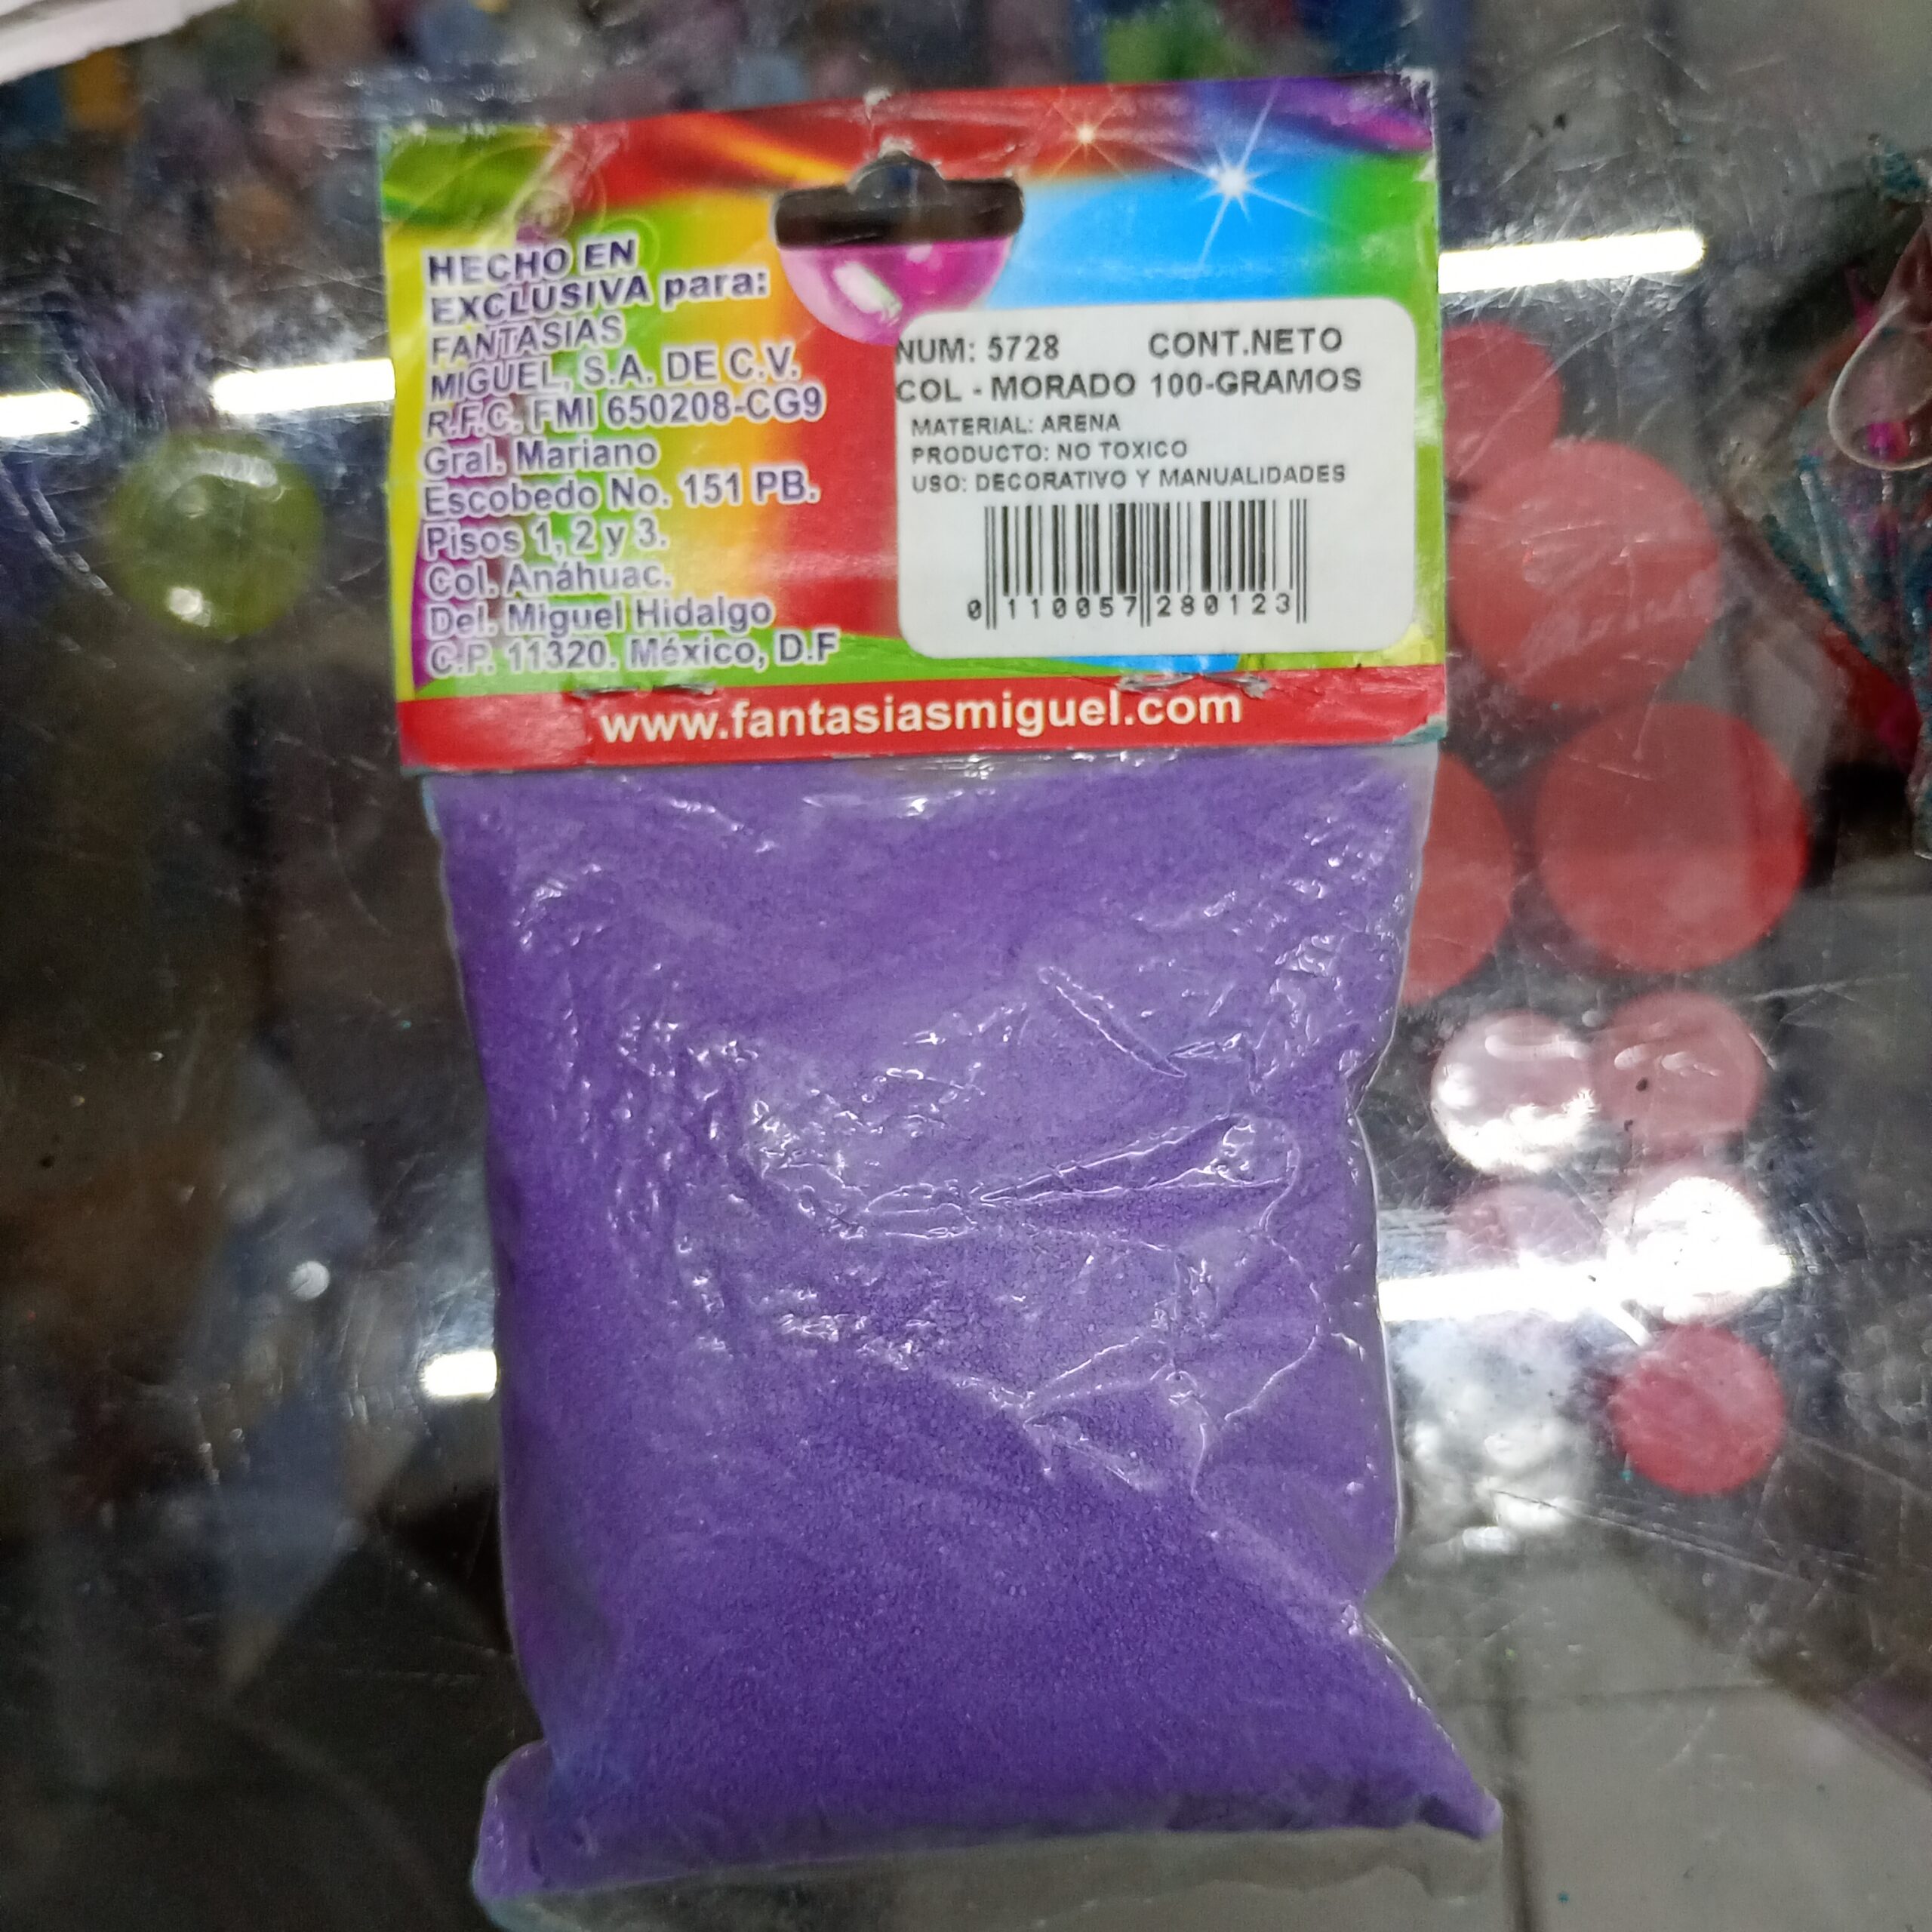 HECHO EN
EXCLUSIVA para:
FANTASIAS
MIGUEL, S.A. DE C.V.
R.F.C. FMI 650208-CG9
Gral. Mariano
Escobedo No. 151 PB.
Pisos 1, 2 y 3.
Col. Anáhuac.
Del. Miguel Hidalgo
C.P. 11320. México, D.F
NUM: 5728 CONT.NETO
COL - MORADO 100-GRAMOS
MATERIAL: ARENA
PRODUCTO: NO TOXICO
USO: DECORATIVO Y MANUALIDADES
0 110057 280123
www.fantasiasmiguel.com